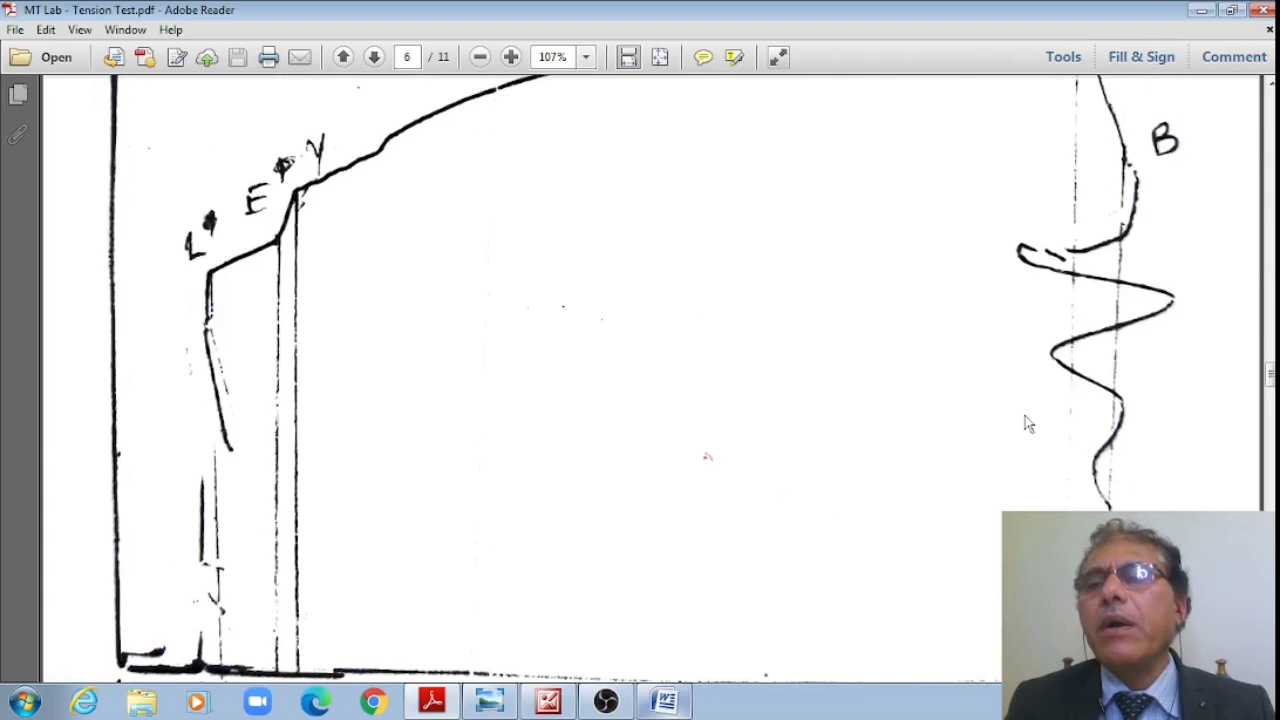 MT Lab - Tension Test.pdf - Adobe Reader
File Edit View Window Help
Open 6 / 11 107% Tools Fill & Sign Comment
B
Y
E
L